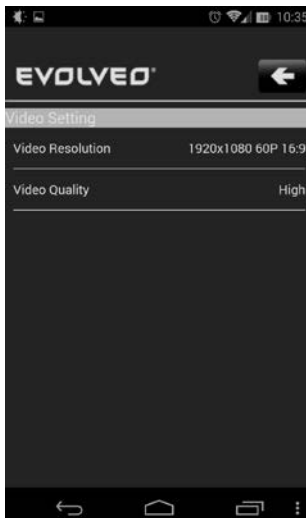 10:35
EVOLVEO®
Video Setting
Video Resolution 1920x1080 60P 16:9
Video Quality High